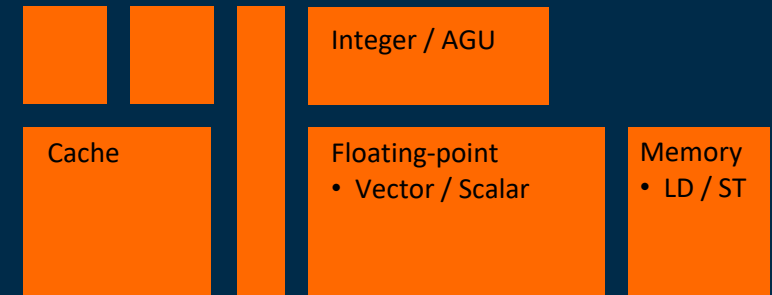 Integer / AGU
Cache
Floating-point
• Vector / Scalar
Memory
• LD / ST